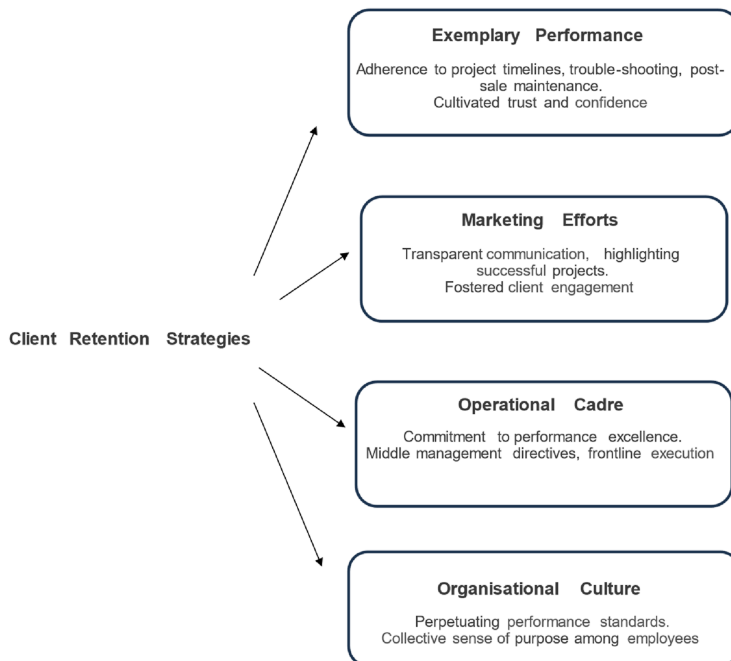 Exemplary Performance
Adherence to project timelines, trouble-shooting, post-
sale maintenance.
Cultivated trust and confidence
Marketing Efforts
Transparent communication, highlighting
successful projects.
Fostered client engagement
Client Retention Strategies
Operational Cadre
Commitment to performance excellence.
Middle management directives, frontline execution
Organisational Culture
Perpetuating performance standards.
Collective sense of purpose among employees